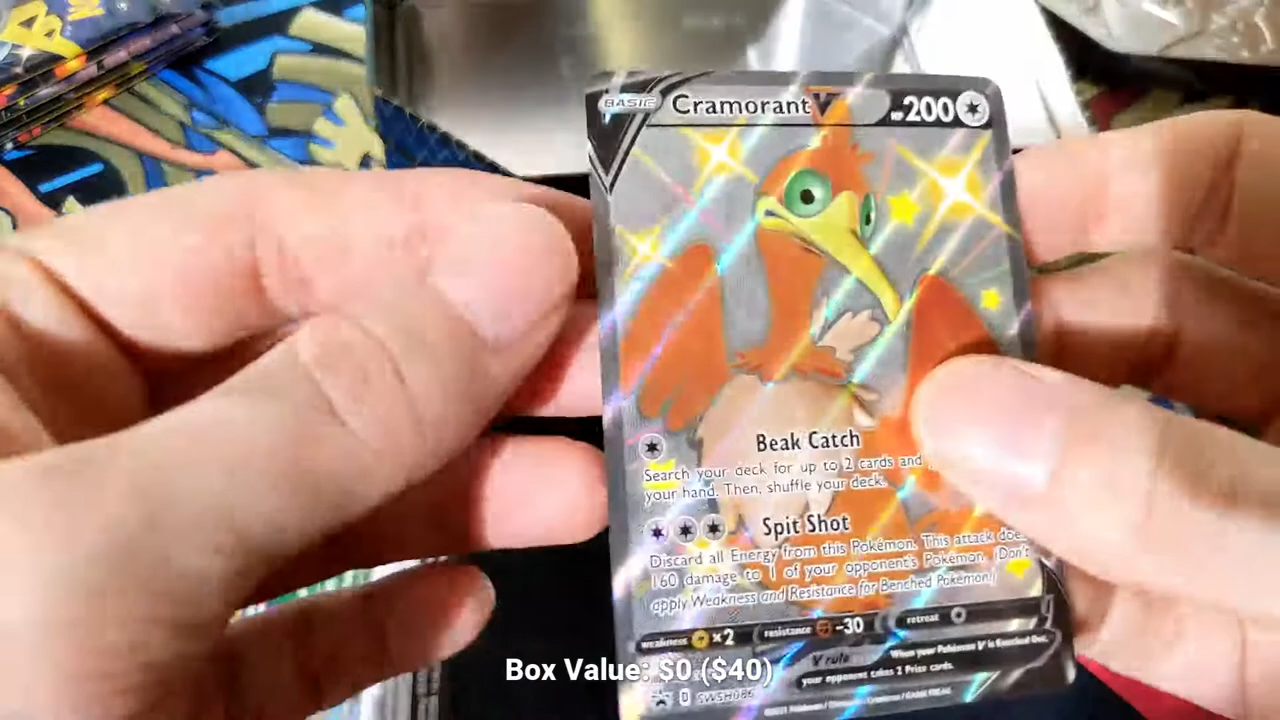 BASIC Cramorant V HP 200
Beak Catch
Search your deck for up to 2 cards and
your hand. Then, shuffle your deck.
Spit Shot
Discard all Energy from this Pokémon. This attack does
160 damage to 1 of your opponent's Pokémon. (Don't
apply Weakness and Resistance for Benched Pokémon.)
weakness ×2 resistance -30 retreat
V rule When your Pokémon V is Knocked Out,
your opponent takes 2 Prize cards.
D SWSH086
Box Value: $0 ($40)